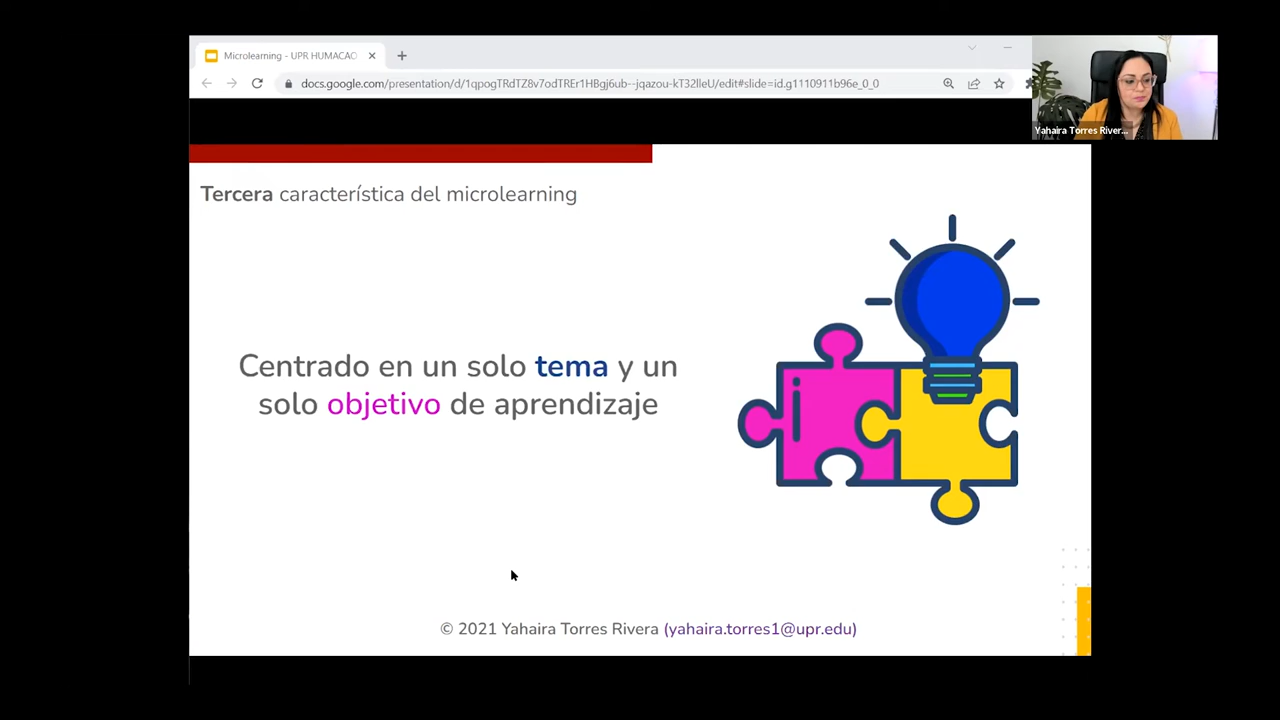 Microlearning - UPR HUMACAO
docs.google.com/presentation/d/1qpogTRdTZ8v7odTREr1HBgj6ub--jqazou-kT32lleU/edit#slide=id.g1110911b96e_0_0
Yahaira Torres River...
Tercera característica del microlearning
Centrado en un solo tema y un
solo objetivo de aprendizaje
© 2021 Yahaira Torres Rivera (yahaira.torres1@upr.edu)